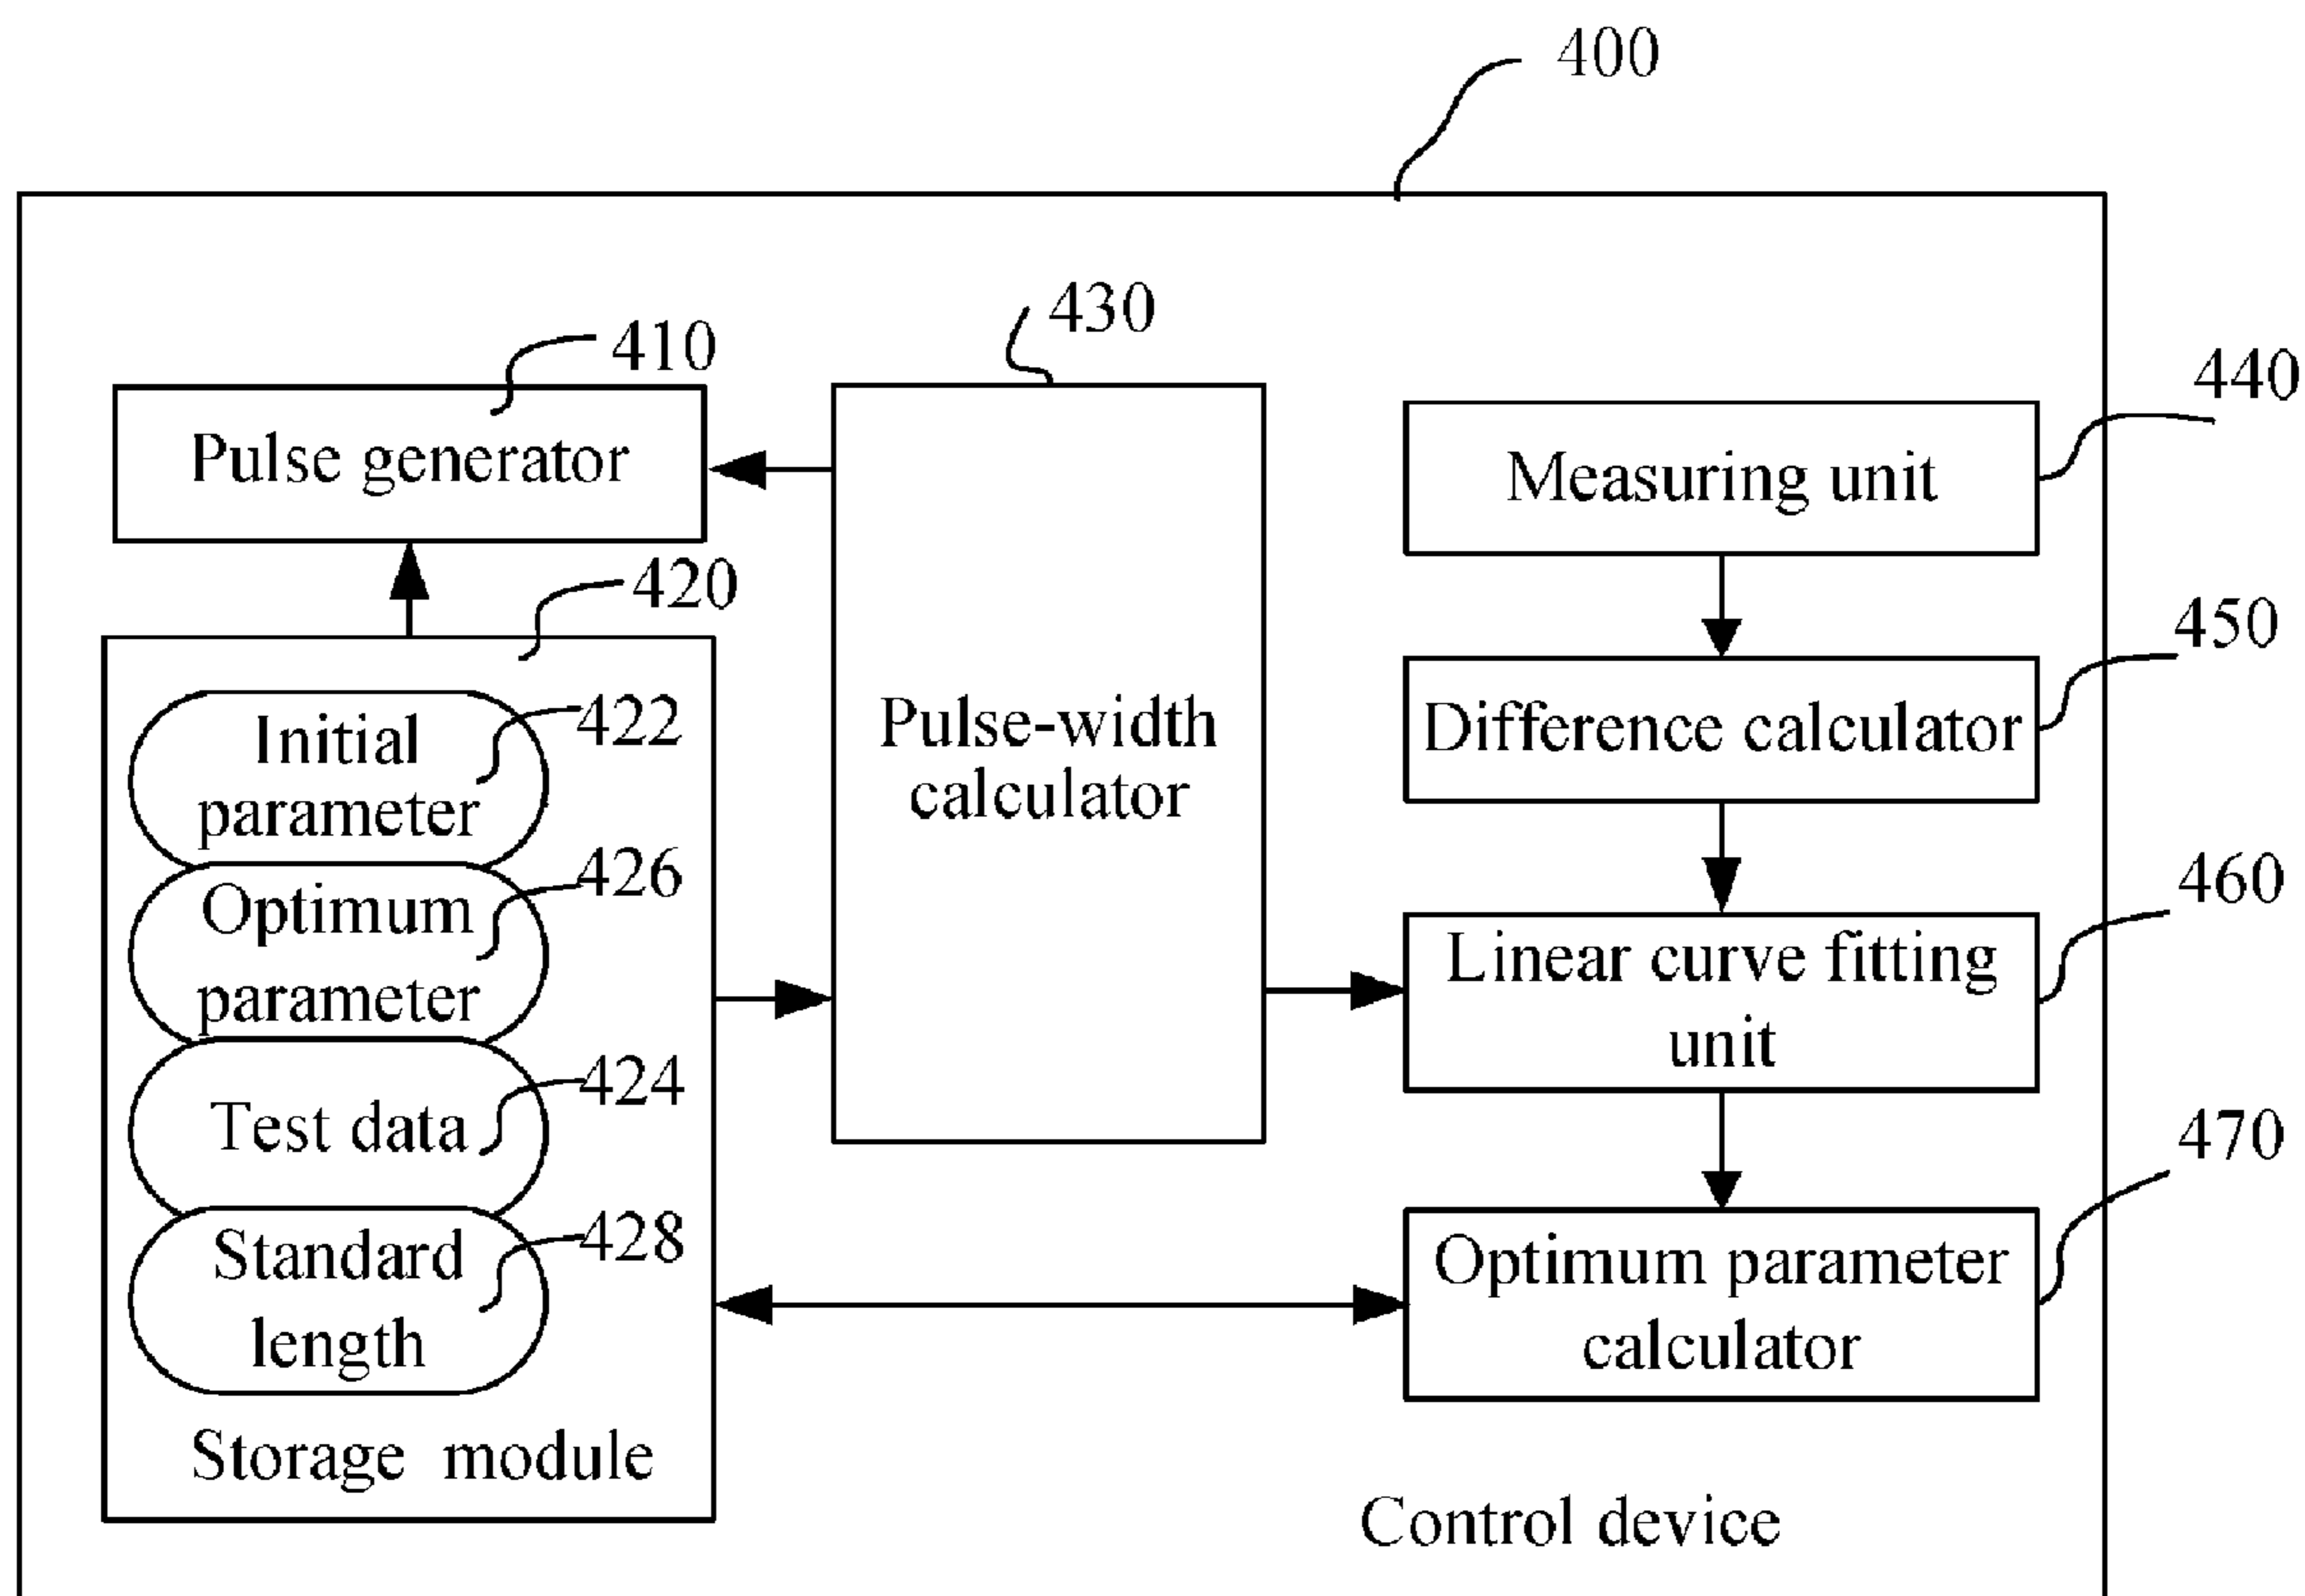 400
410
Pulse generator
420
Initial
parameter
422
Optimum
parameter
426
Test data
424
Standard
length
428
Storage module
430
Pulse-width
calculator
440
Measuring unit
450
Difference calculator
460
Linear curve fitting
unit
470
Optimum parameter
calculator
Control device